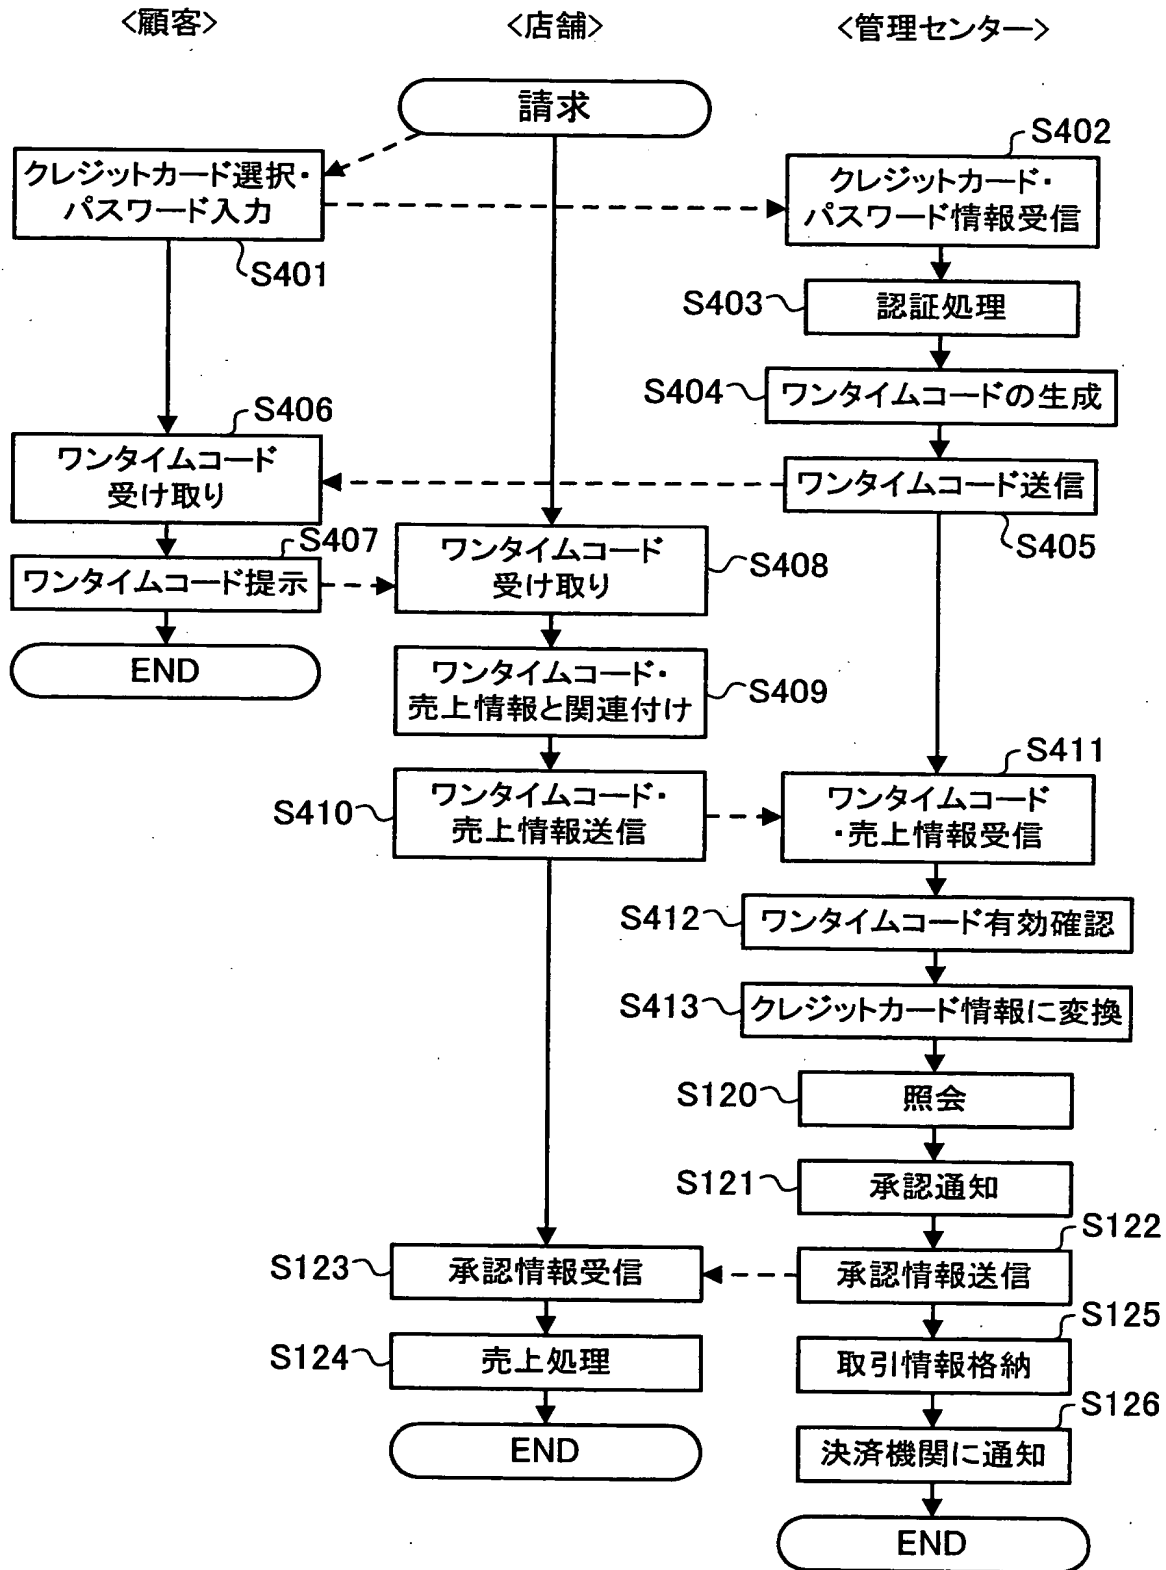 <顧客>
<店舗>
<管理センター>
請求
S402
クレジットカード選択・
パスワード入力
S401
クレジットカード・
パスワード情報受信
S403
認証処理
S404
ワンタイムコードの生成
S406
ワンタイムコード
受け取り
ワンタイムコード送信
S405
S407
ワンタイムコード提示
ワンタイムコード
受け取り
S408
END
ワンタイムコード・
売上情報と関連付け
S409
S410
ワンタイムコード・
売上情報送信
S411
ワンタイムコード
・売上情報受信
S412
ワンタイムコード有効確認
S413
クレジットカード情報に変換
S120
照会
S121
承認通知
S122
S123
承認情報受信
承認情報送信
S125
S124
売上処理
取引情報格納
S126
END
決済機関に通知
END